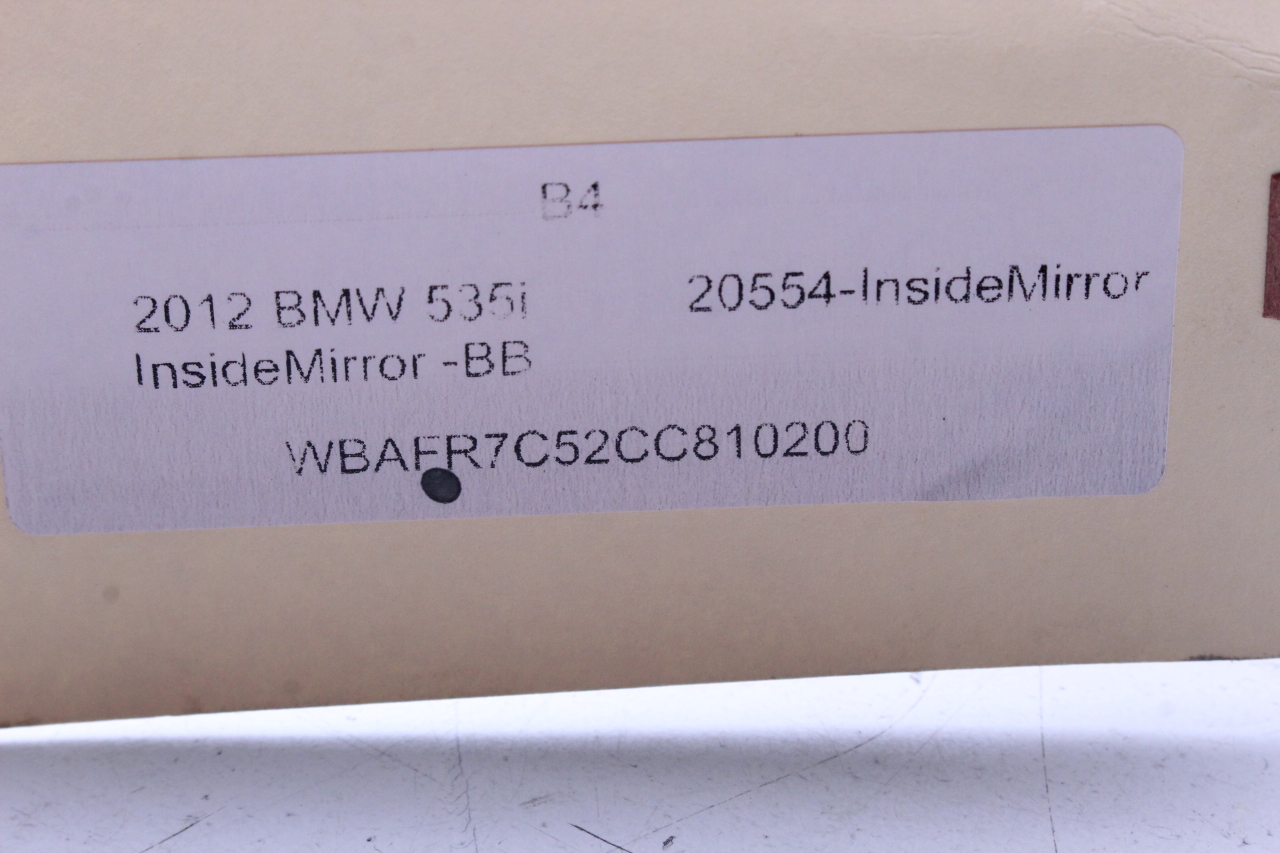 B4
2012 BMW 535i
20554-InsideMirror
InsideMirror -BB
WBAFR7C52CC810200